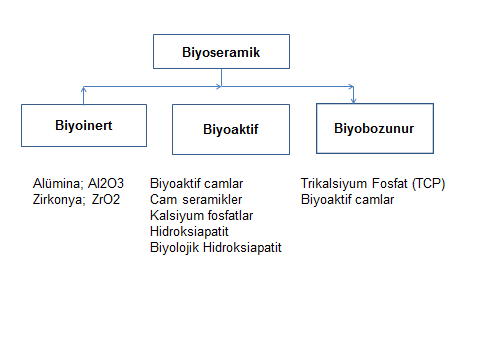 Biyoseramik
Biyoinert
Biyoaktif
Biyobozunur
Alümina; Al2O3
Zirkonya; ZrO2
Biyoaktif camlar
Cam seramikler
Kalsiyum fosfatlar
Hidroksiapatit
Biyolojik Hidroksiapatit
Trikalsiyum Fosfat (TCP)
Biyoaktif camlar